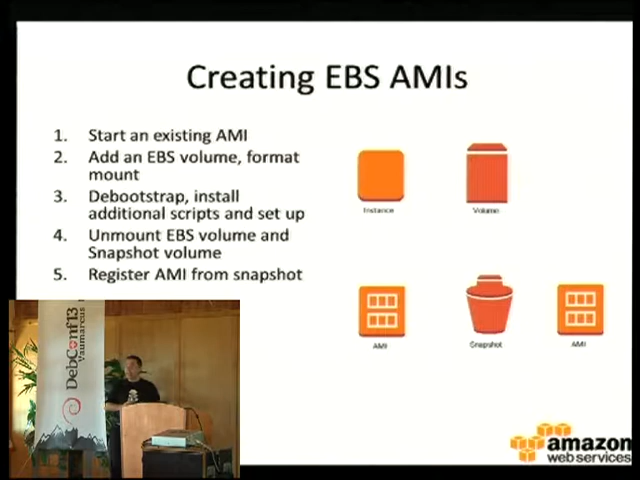 Creating EBS AMIs
1. Start an existing AMI
2. Add an EBS volume, format
mount
3. Debootstrap, install
additional scripts and set up
4. Unmount EBS volume and
Snapshot volume
5. Register AMI from snapshot
Instance
Volume
AMI
Snapshot
AMI
DebConf13
Vaumarcus
amazon
web services